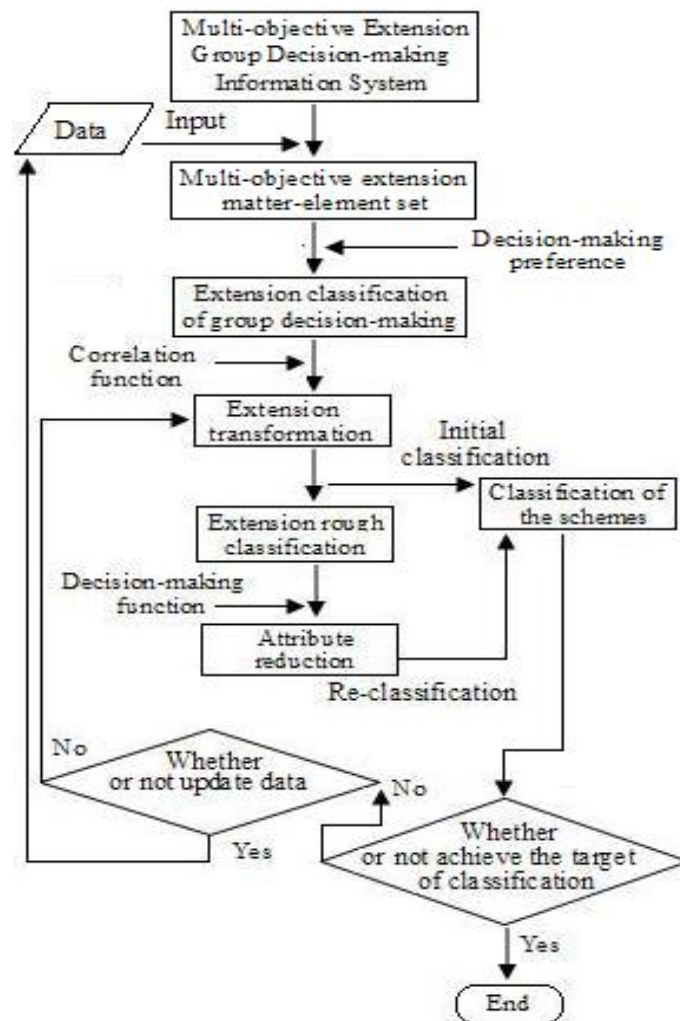 Multi-objective Extension
Group Decision-making
Information System
Data
Input
Multi-objective extension
matter-element set
Decision-making
preference
Extension classification
of group decision-making
Correlation
function
Extension
transformation
Initial
classification
Classification of
the schemes
Extension rough
classification
Decision-making
function
Attribute
reduction
Re-classification
No
Whether
or not update data
No
Yes
Whether
or not achieve the target
of classification
Yes
End